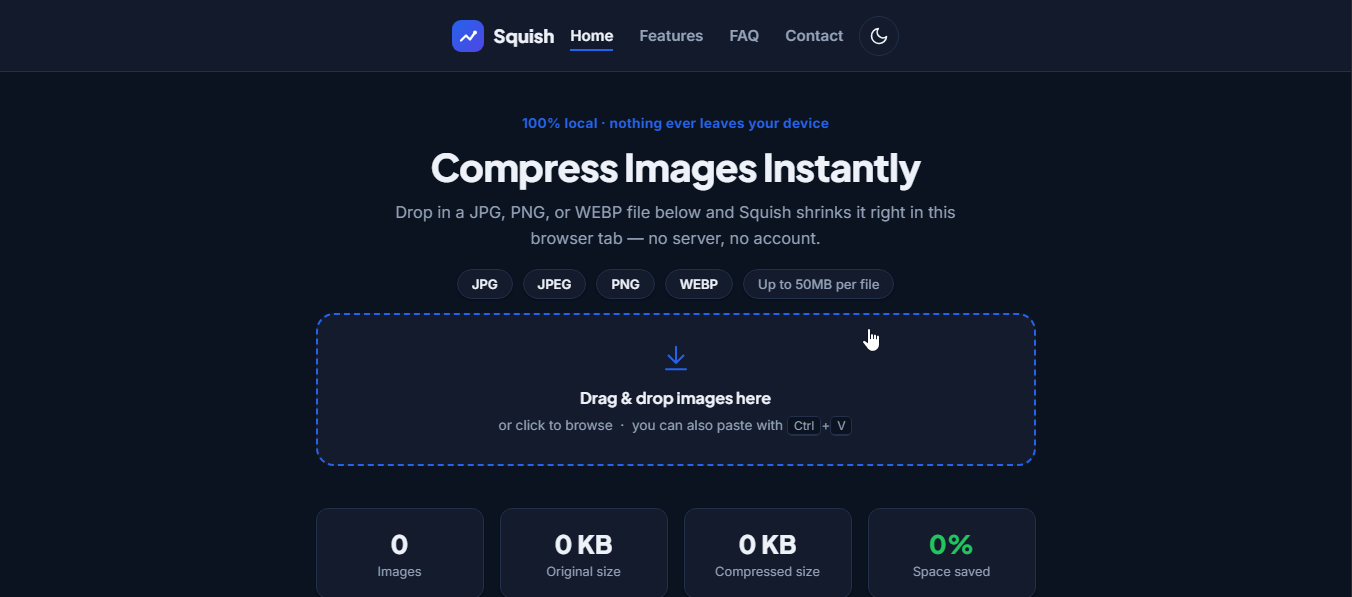 Squish Home Features FAQ Contact
100% local · nothing ever leaves your device
Compress Images Instantly
Drop in a JPG, PNG, or WEBP file below and Squish shrinks it right in this
browser tab — no server, no account.
JPG JPEG PNG WEBP Up to 50MB per file
Drag & drop images here
or click to browse · you can also paste with Ctrl+V
0 0 KB 0 KB 0%
Images Original size Compressed size Space saved